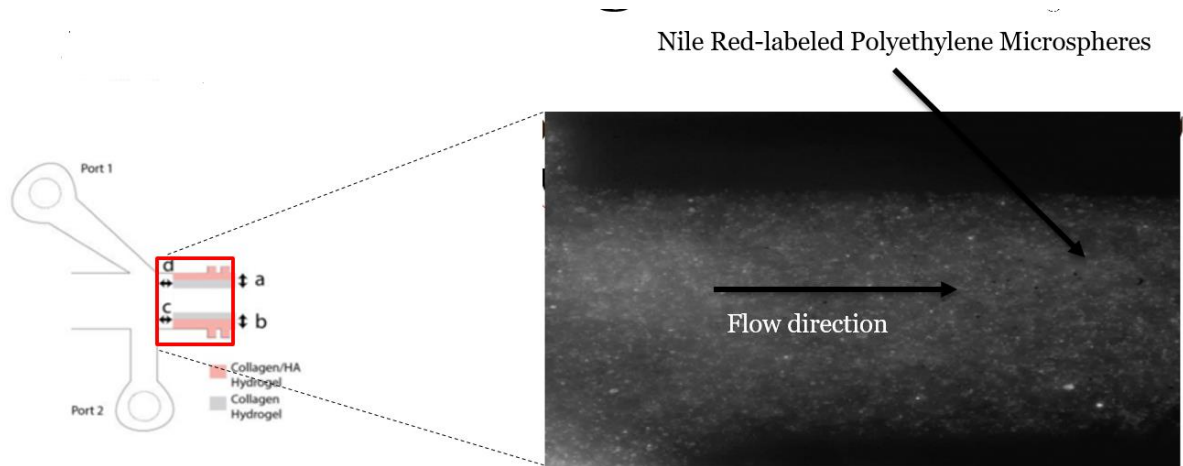 Nile Red-labeled Polyethylene Microspheres
Port 1
d
a
c
b
Flow direction
Collagen/HA
Hydrogel
Collagen
Hydrogel
Port 2